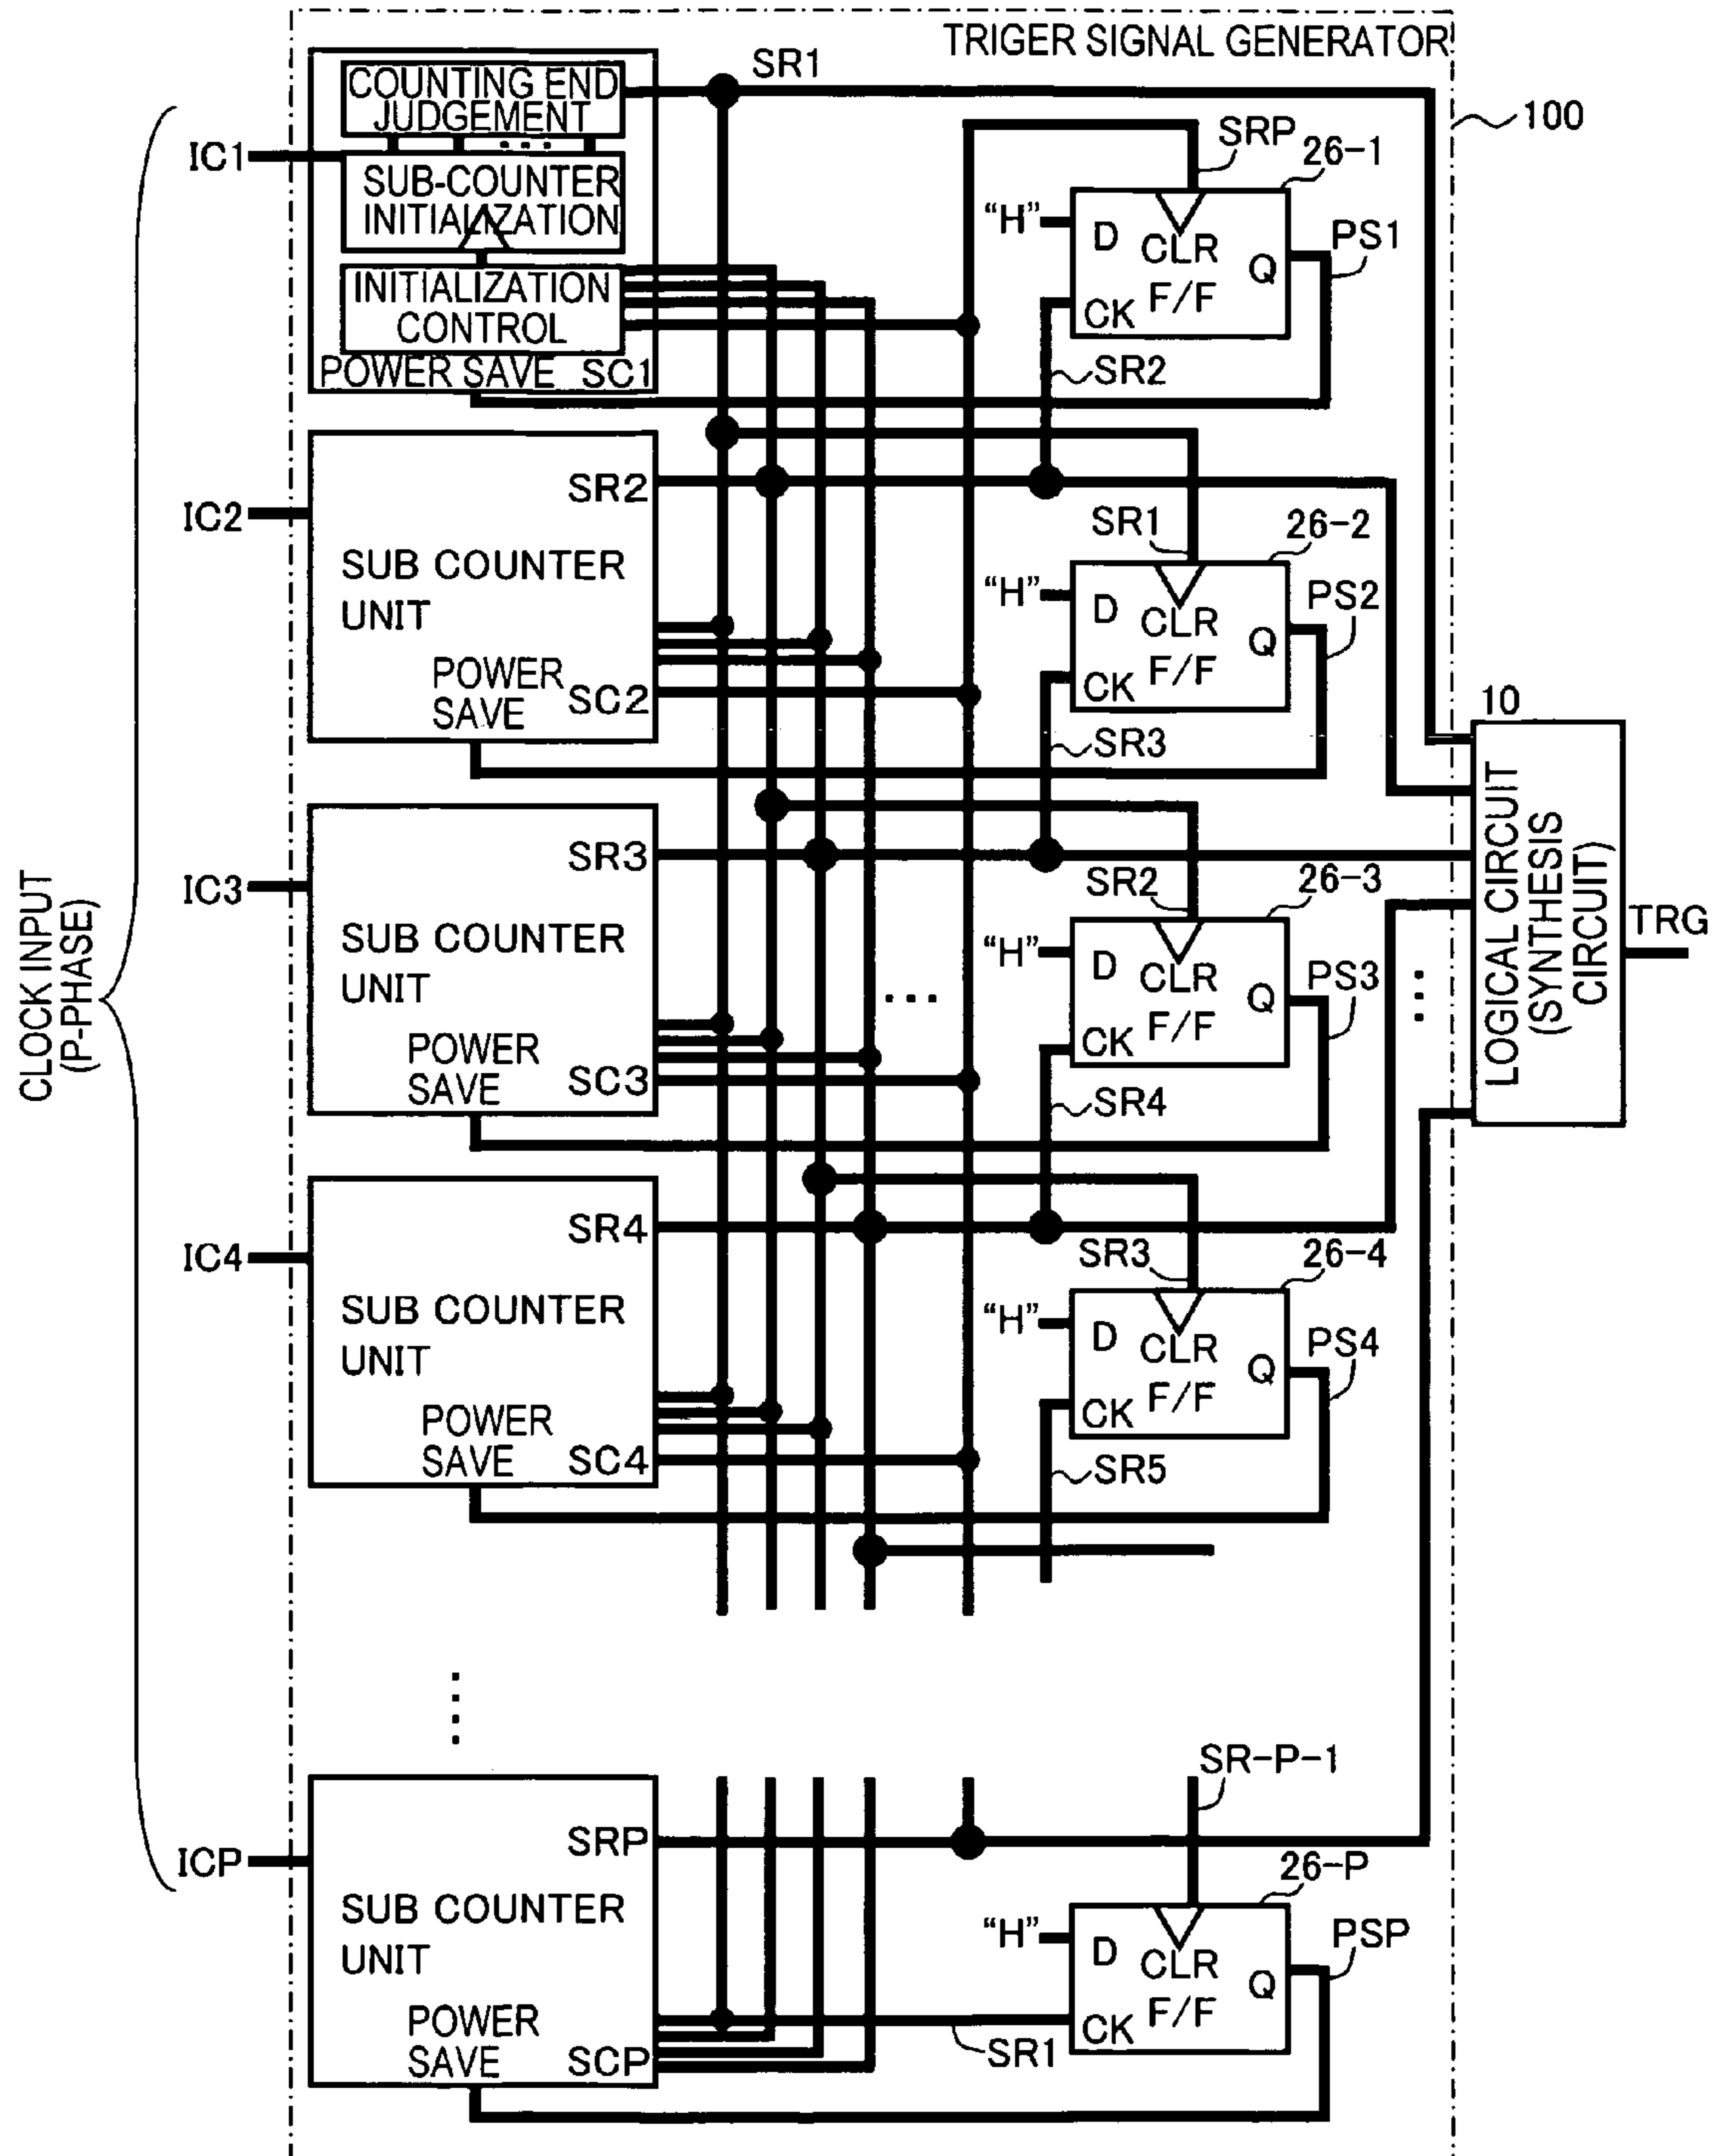 TRIGER SIGNAL GENERATOR
100
CLOCK INPUT
(P-PHASE)
IC1
COUNTING END
JUDGEMENT
...
SUB-COUNTER
INITIALIZATION
INITIALIZATION
CONTROL
POWER SAVE SC1
SR1
SRP
26-1
"H"
D
CLR
Q
CK
F/F
PS1
SR2
IC2
SR2
SUB COUNTER
UNIT
POWER
SAVE
SC2
SR1
26-2
"H"
D
CLR
Q
CK
F/F
PS2
SR3
10
LOGICAL CIRCUIT
(SYNTHESIS
CIRCUIT)
TRG
IC3
SR3
SUB COUNTER
UNIT
POWER
SAVE
SC3
...
SR2
26-3
"H"
D
CLR
Q
CK
F/F
PS3
...
SR4
IC4
SR4
SUB COUNTER
UNIT
POWER
SAVE
SC4
SR3
26-4
"H"
D
CLR
Q
CK
F/F
PS4
SR5
....
ICP
SRP
SUB COUNTER
UNIT
POWER
SAVE
SCP
SR-P-1
26-P
"H"
D
CLR
Q
CK
F/F
PSP
SR1